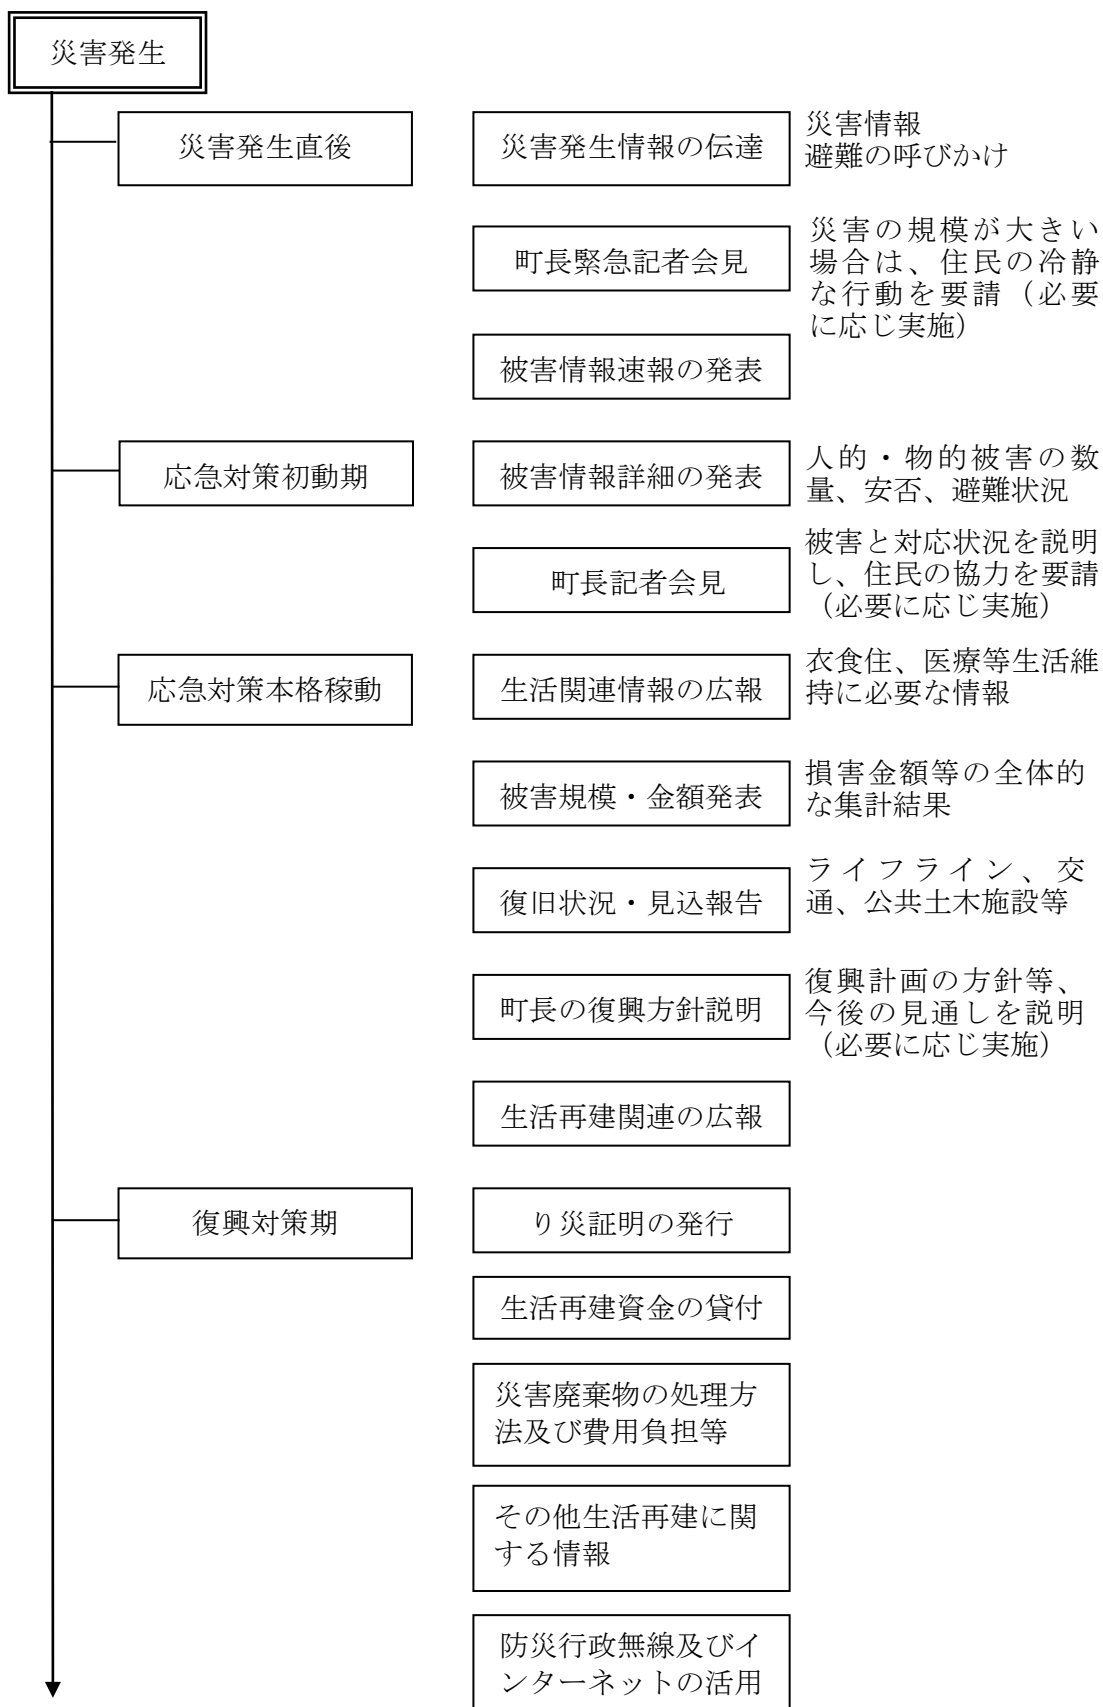 災害発生
災害発生直後
災害発生情報の伝達
災害情報
避難の呼びかけ
町長緊急記者会見
災害の規模が大きい
場合は、住民の冷静
な行動を要請（必要
に応じ実施）
被害情報速報の発表
応急対策初動期
被害情報詳細の発表
人的・物的被害の数
量、安否、避難状況
町長記者会見
被害と対応状況を説明
し、住民の協力を要請
（必要に応じ実施）
応急対策本格稼動
生活関連情報の広報
衣食住、医療等生活維
持に必要な情報
被害規模・金額発表
損害金額等の全体的
な集計結果
復旧状況・見込報告
ライフライン、交
通、公共土木施設等
町長の復興方針説明
復興計画の方針等、
今後の見通しを説明
（必要に応じ実施）
生活再建関連の広報
復興対策期
り災証明の発行
生活再建資金の貸付
災害廃棄物の処理方
法及び費用負担等
その他生活再建に関
する情報
防災行政無線及びイ
ンターネットの活用